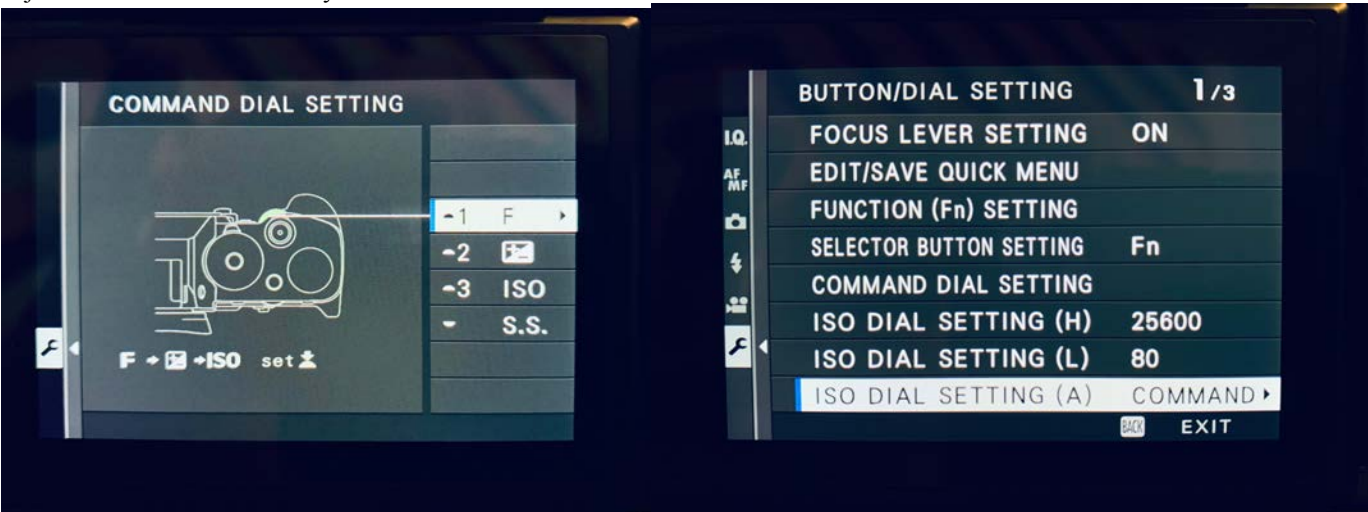 COMMAND DIAL SETTING
1 F
2
3 ISO
S.S.
F ISO set
BUTTON/DIAL SETTING 1/3
I.Q.
FOCUS LEVER SETTING ON
AF MF
EDIT/SAVE QUICK MENU
FUNCTION (Fn) SETTING
SELECTOR BUTTON SETTING Fn
COMMAND DIAL SETTING
ISO DIAL SETTING (H) 25600
ISO DIAL SETTING (L) 80
ISO DIAL SETTING (A) COMMAND
BACK EXIT